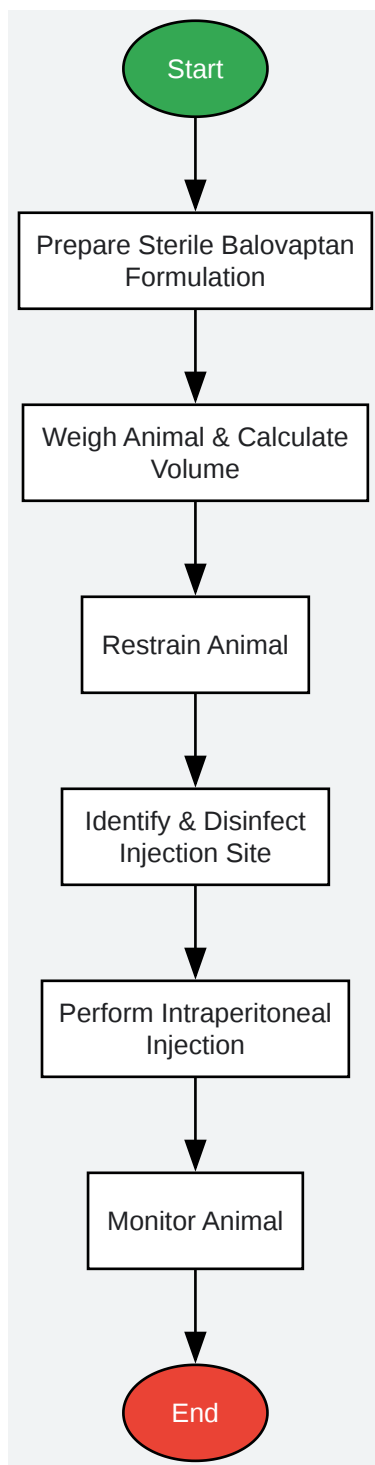 Start
Prepare Sterile Balovaptan
Formulation
Weigh Animal & Calculate
Volume
Restrain Animal
Identify & Disinfect
Injection Site
Perform Intraperitoneal
Injection
Monitor Animal
End